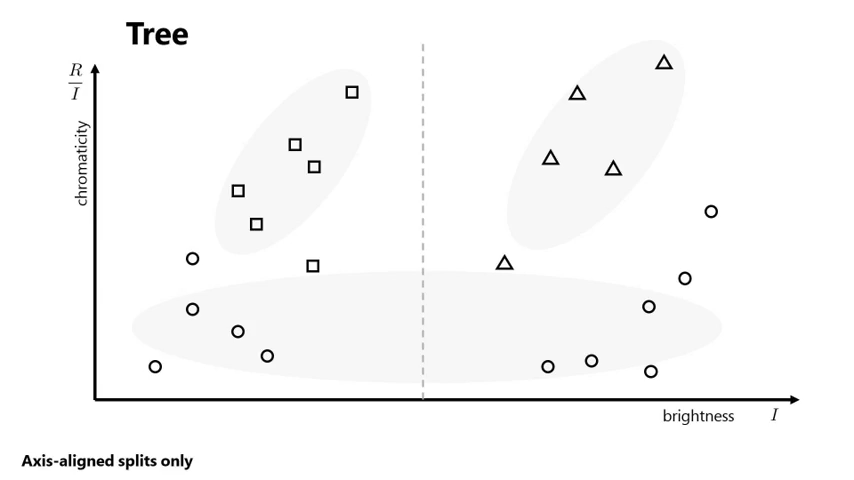 Tree
R
I
chromaticity
brightness I
Axis-aligned splits only